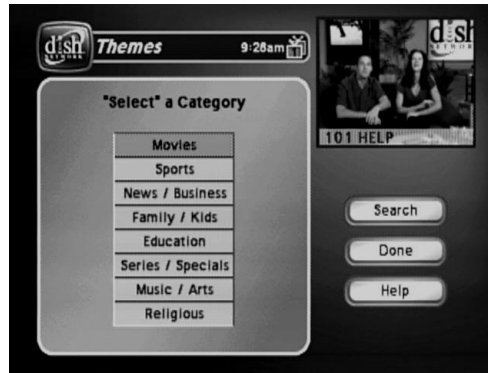 dish
NETWORK
Themes
9:28am
"Select" a Category
Movies
Sports
News / Business
Family / Kids
Education
Series / Specials
Music / Arts
Religious
101 HELP
Search
Done
Help